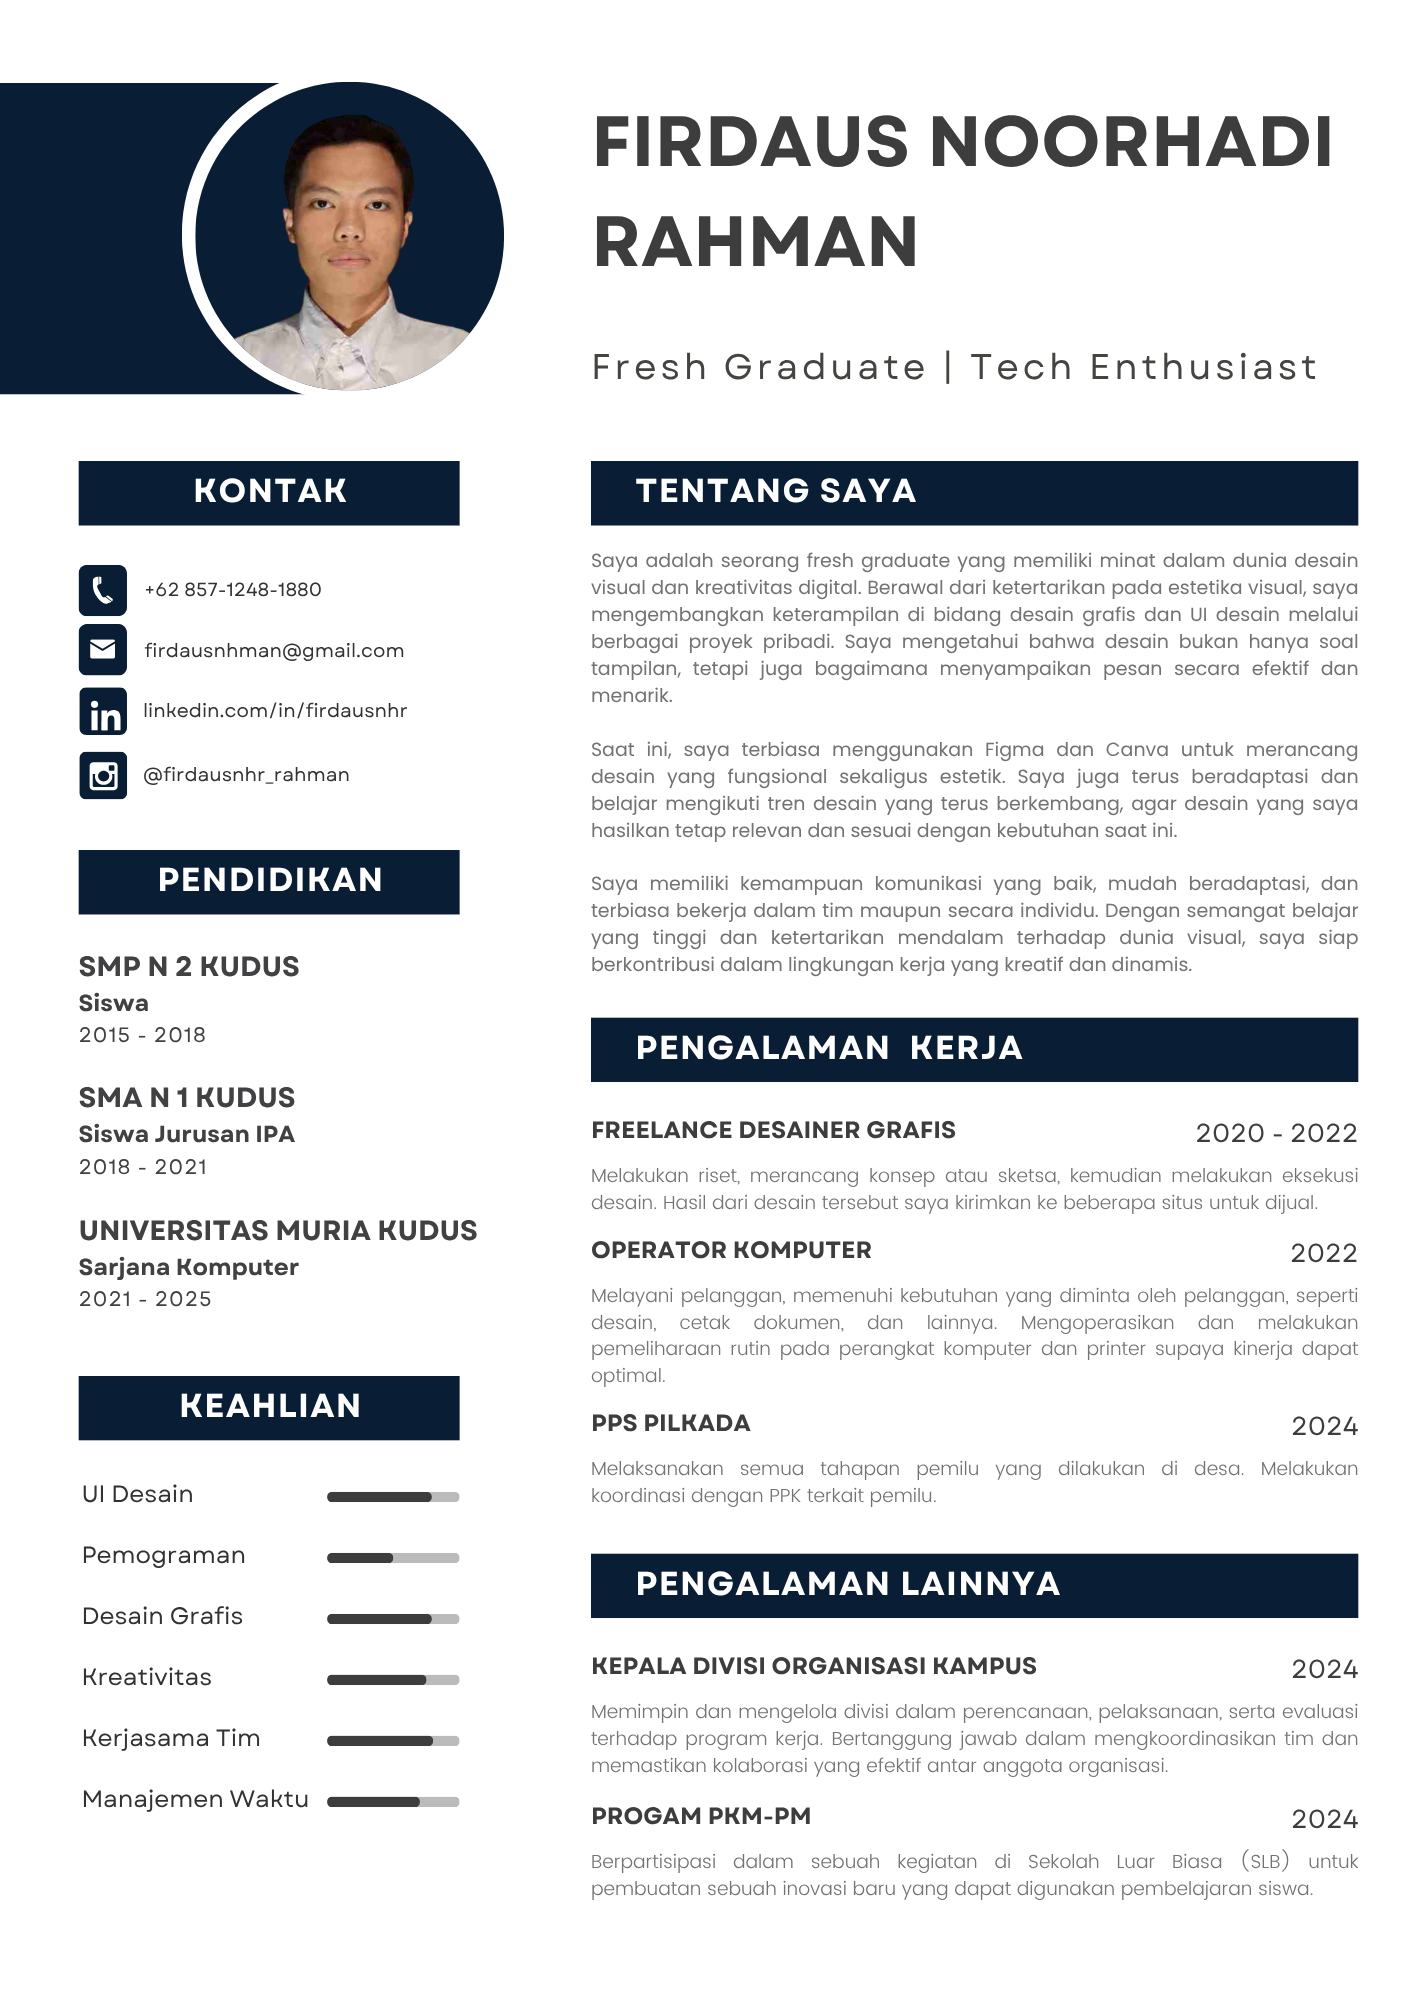 FIRDAUS NOORHADI
RAHMAN
Fresh Graduate | Tech Enthusiast
KONTAK
+62 857-1248-1880
firdausnhman@gmail.com
linkedin.com/in/firdausnhr
@firdausnhr_rahman
PENDIDIKAN
SMP N 2 KUDUS
Siswa
2015 - 2018
SMA N 1 KUDUS
Siswa Jurusan IPA
2018 - 2021
UNIVERSITAS MURIA KUDUS
Sarjana Komputer
2021 - 2025
KEAHLIAN
UI Desain
Pemograman
Desain Grafis
Kreativitas
Kerjasama Tim
Manajemen Waktu
TENTANG SAYA
Saya adalah seorang fresh graduate yang memiliki minat dalam dunia desain
visual dan kreativitas digital. Berawal dari ketertarikan pada estetika visual, saya
mengembangkan keterampilan di bidang desain grafis dan UI desain melalui
berbagai proyek pribadi. Saya mengetahui bahwa desain bukan hanya soal
tampilan, tetapi juga bagaimana menyampaikan pesan secara efektif dan
menarik.
Saat ini, saya terbiasa menggunakan Figma dan Canva untuk merancang
desain yang fungsional sekaligus estetik. Saya juga terus beradaptasi dan
belajar mengikuti tren desain yang terus berkembang, agar desain yang saya
hasilkan tetap relevan dan sesuai dengan kebutuhan saat ini.
Saya memiliki kemampuan komunikasi yang baik, mudah beradaptasi, dan
terbiasa bekerja dalam tim maupun secara individu. Dengan semangat belajar
yang tinggi dan ketertarikan mendalam terhadap dunia visual, saya siap
berkontribusi dalam lingkungan kerja yang kreatif dan dinamis.
PENGALAMAN KERJA
FREELANCE DESAINER GRAFIS 2020 - 2022
Melakukan riset, merancang konsep atau sketsa, kemudian melakukan eksekusi
desain. Hasil dari desain tersebut saya kirimkan ke beberapa situs untuk dijual.
OPERATOR KOMPUTER 2022
Melayani pelanggan, memenuhi kebutuhan yang diminta oleh pelanggan, seperti
desain, cetak dokumen, dan lainnya. Mengoperasikan dan melakukan
pemeliharaan rutin pada perangkat komputer dan printer supaya kinerja dapat
optimal.
PPS PILKADA 2024
Melaksanakan semua tahapan pemilu yang dilakukan di desa. Melakukan
koordinasi dengan PPK terkait pemilu.
PENGALAMAN LAINNYA
KEPALA DIVISI ORGANISASI KAMPUS 2024
Memimpin dan mengelola divisi dalam perencanaan, pelaksanaan, serta evaluasi
terhadap program kerja. Bertanggung jawab dalam mengkoordinasikan tim dan
memastikan kolaborasi yang efektif antar anggota organisasi.
PROGAM PKM-PM 2024
Berpartisipasi dalam sebuah kegiatan di Sekolah Luar Biasa (SLB) untuk
pembuatan sebuah inovasi baru yang dapat digunakan pembelajaran siswa.